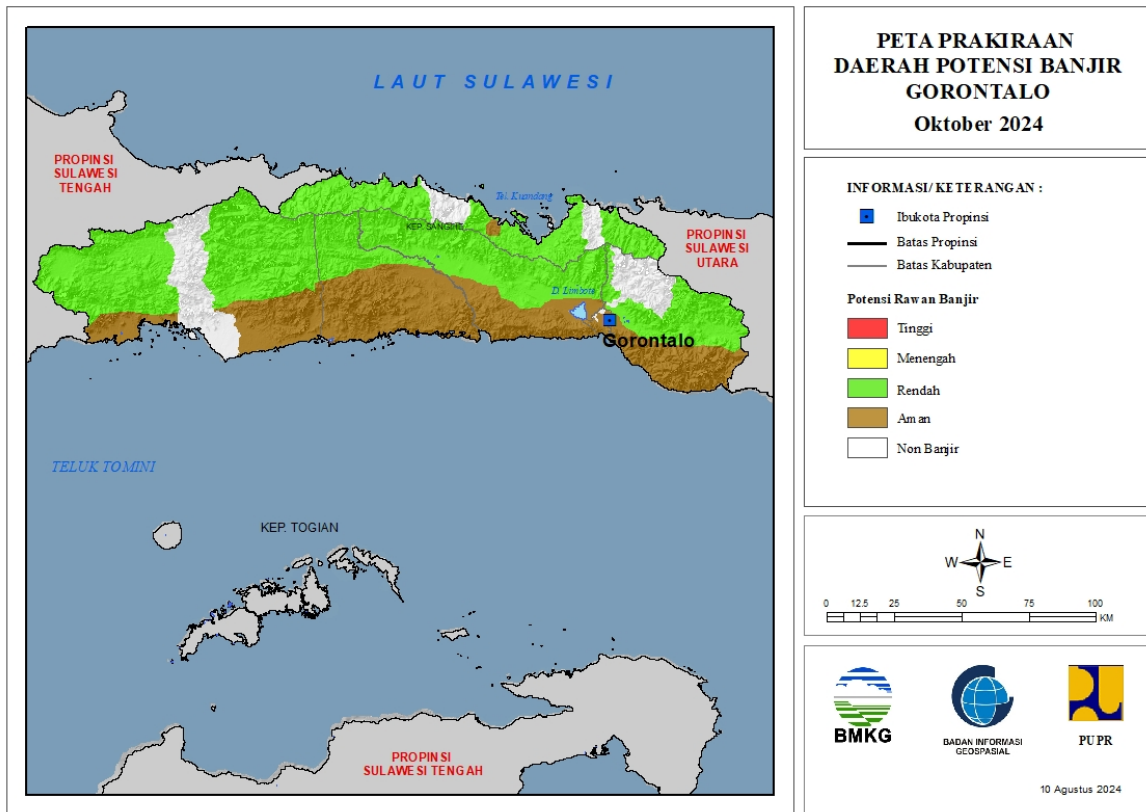 LAUT SULAWESI
PROPINSI
SULAWESI
TENGAH
Tel. Kuandang
KEP. SANGIHE
PROPINSI
SULAWESI
UTARA
D. Limboto
Gorontalo
TELUK TOMINI
KEP. TOGIAN
PROPINSI
SULAWESI TENGAH
PETA PRAKIRAAN
DAERAH POTENSI BANJIR
GORONTALO
Oktober 2024
INFORMASI/ KETERANGAN :
Ibukota Propinsi
Batas Propinsi
Batas Kabupaten
Potensi Rawan Banjir
Tinggi
Menengah
Rendah
Aman
Non Banjir
N
W E
S
0 12.5 25 50 75 100
KM
BMKG
BADAN INFORMASI
GEOSPASIAL
PUPR
10 Agustus 2024